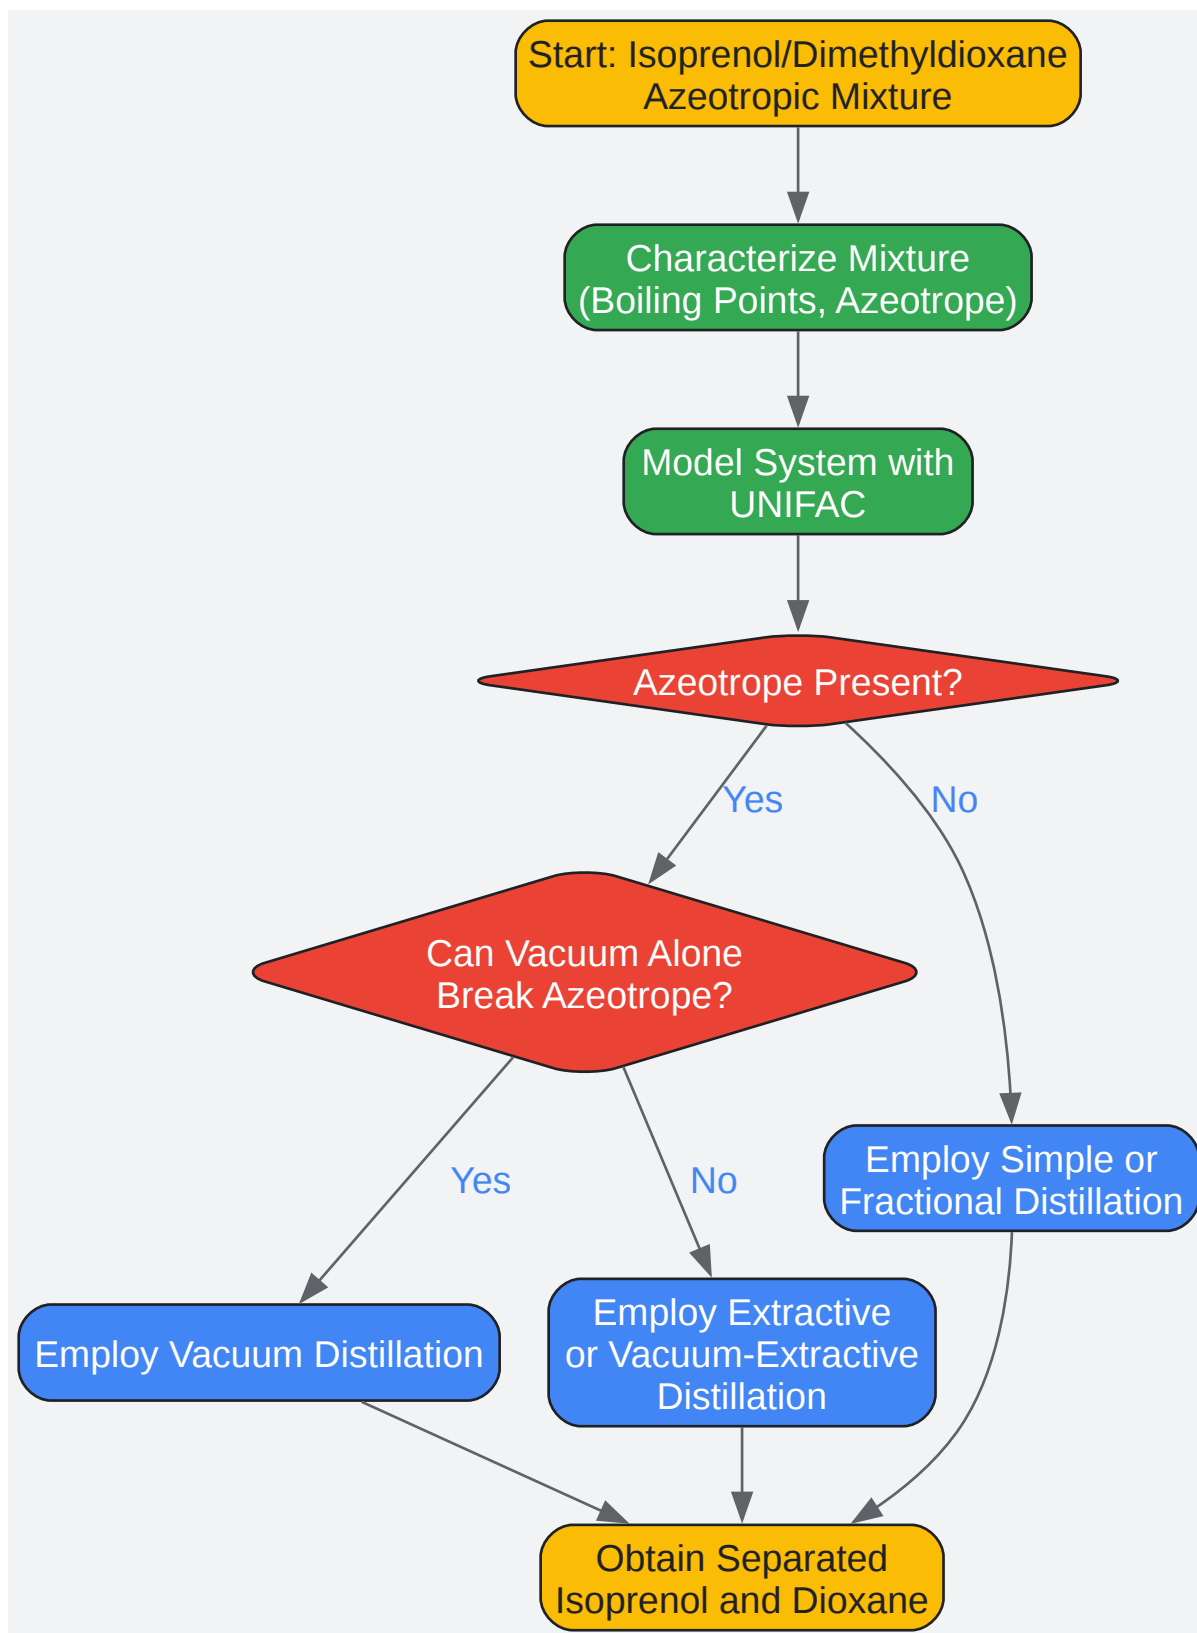 Start: Isoprenol/Dimethyldioxane
Azeotropic Mixture
Characterize Mixture
(Boiling Points, Azeotrope)
Model System with
UNIFAC
Azeotrope Present?
Yes
No
Can Vacuum Alone
Break Azeotrope?
Yes
No
Employ Simple or
Fractional Distillation
Employ Vacuum Distillation
Employ Extractive
or Vacuum-Extractive
Distillation
Obtain Separated
Isoprenol and Dioxane